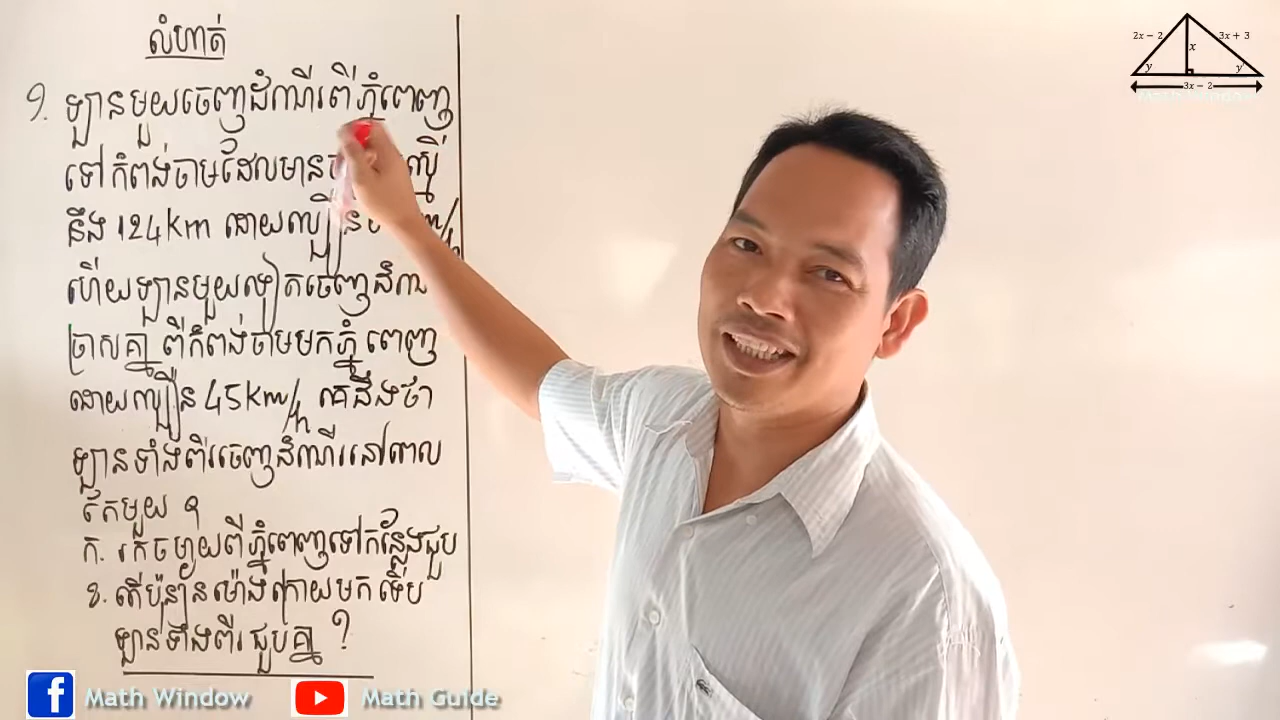 លំហាត់
១. ឡានមួយចេញដំណើរពីភ្នំពេញ
ទៅកំពង់ចាមដែលមាន
នឹង 124km ដោយល្បឿន
ហើយឡានមួយទៀតចេញដំ
ច្រាសគ្នា ពីកំពង់ចាមមកភ្នំពេញ
ដោយល្បឿន 45km/h គេដឹងថា
ឡានទាំងពីរចេញដំណើរនៅពេល
តែមួយ ។
ក. រកចម្ងាយពីភ្នំពេញទៅកន្លែងជួប
ខ. តើប៉ុន្មានម៉ោងក្រោយមកទើប
ឡានទាំងពីរជួបគ្នា ?
2x − 2
3x + 3
x
y
y
3x − 2
Math Window
Math Guide